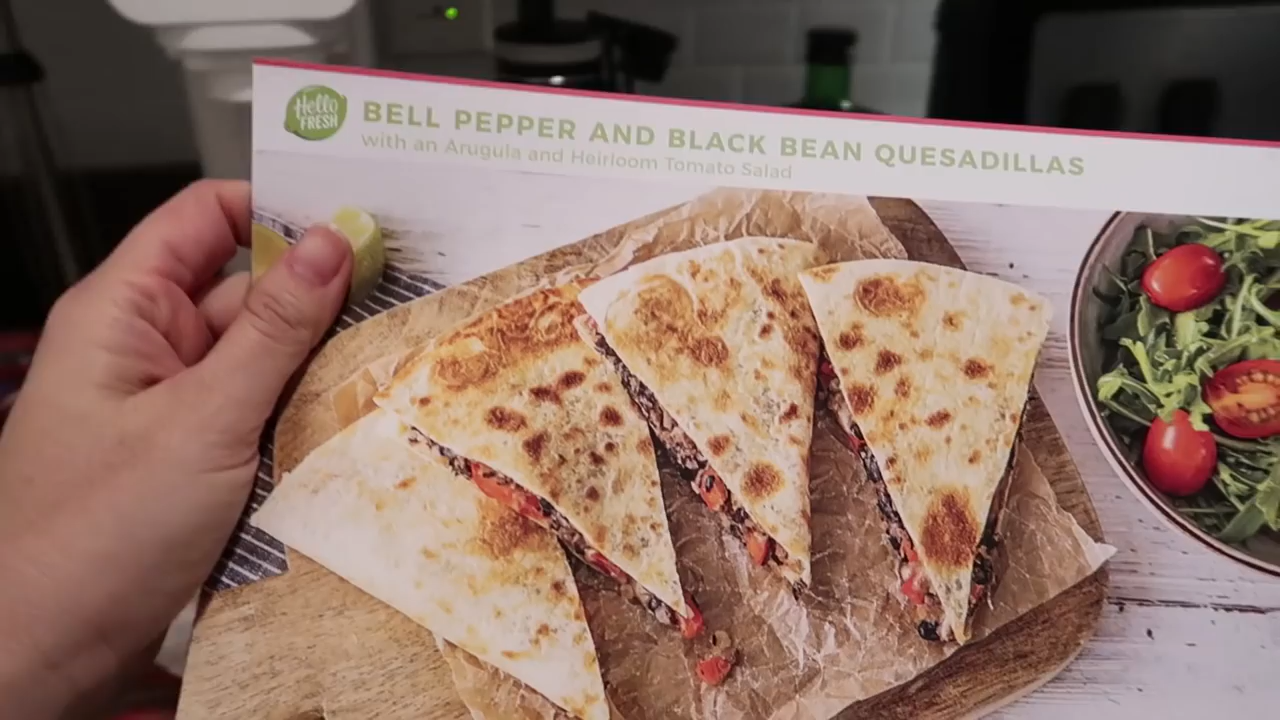 Hello
FRESH
BELL PEPPER AND BLACK BEAN QUESADILLAS
with an Arugula and Heirloom Tomato Salad